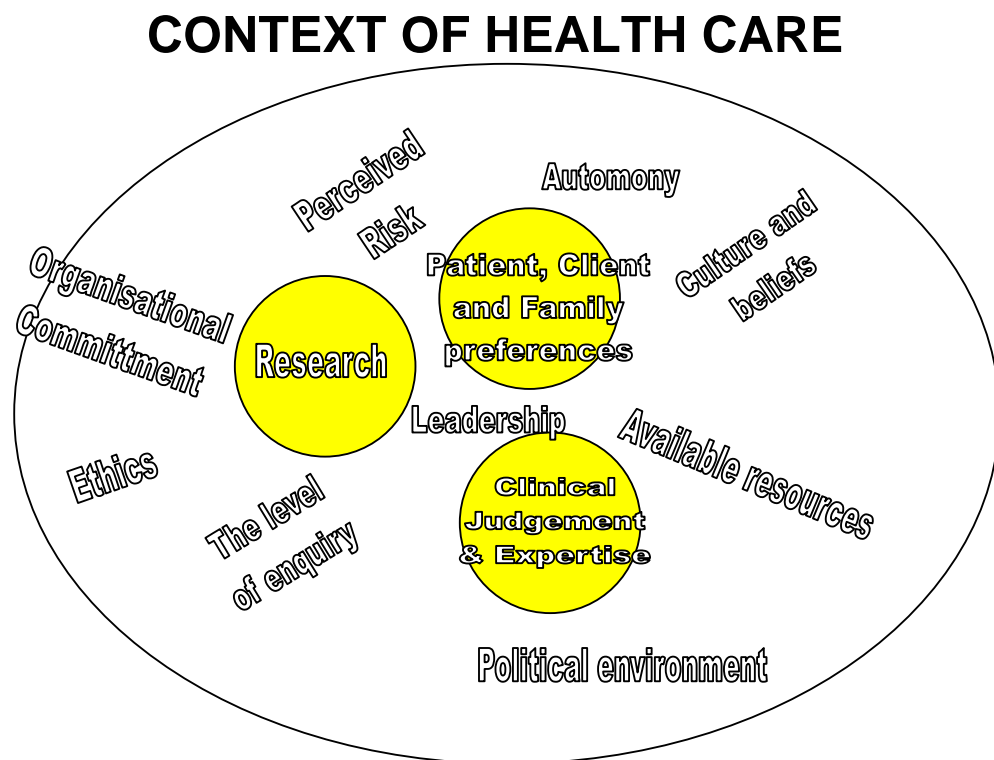 CONTEXT OF HEALTH CARE
Perceived
Risk
Automony
Culture and
beliefs
Organisational
Committment
Patient, Client
and Family
preferences
Research
Leadership
Available resources
Ethics
The level
of enquiry
Clinical
Judgement
& Expertise
Political environment